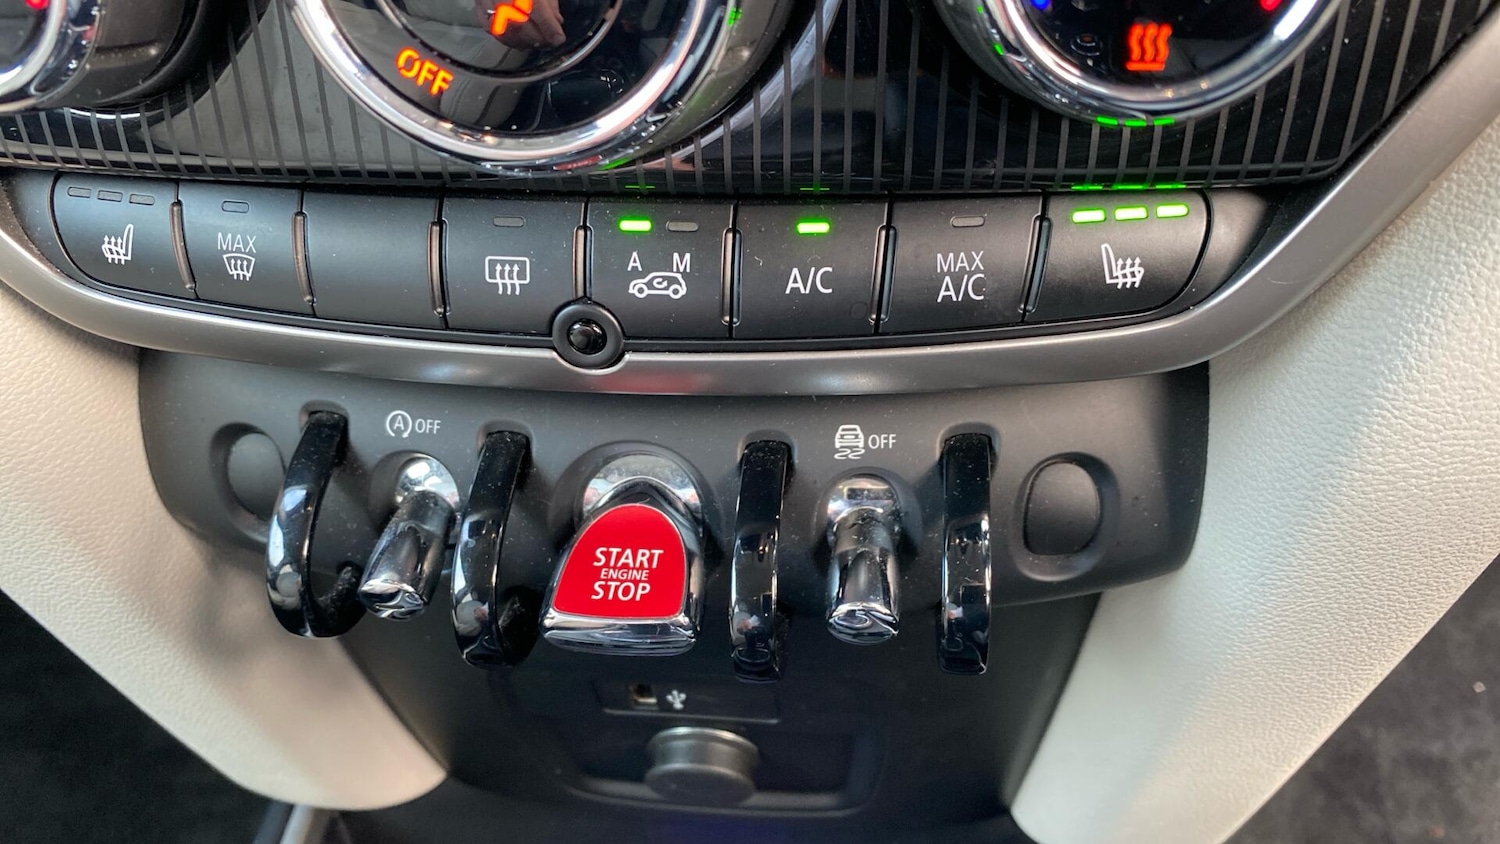 OFF
MAX
A M
A/C
MAX
A/C
A OFF
OFF
START
ENGINE
STOP